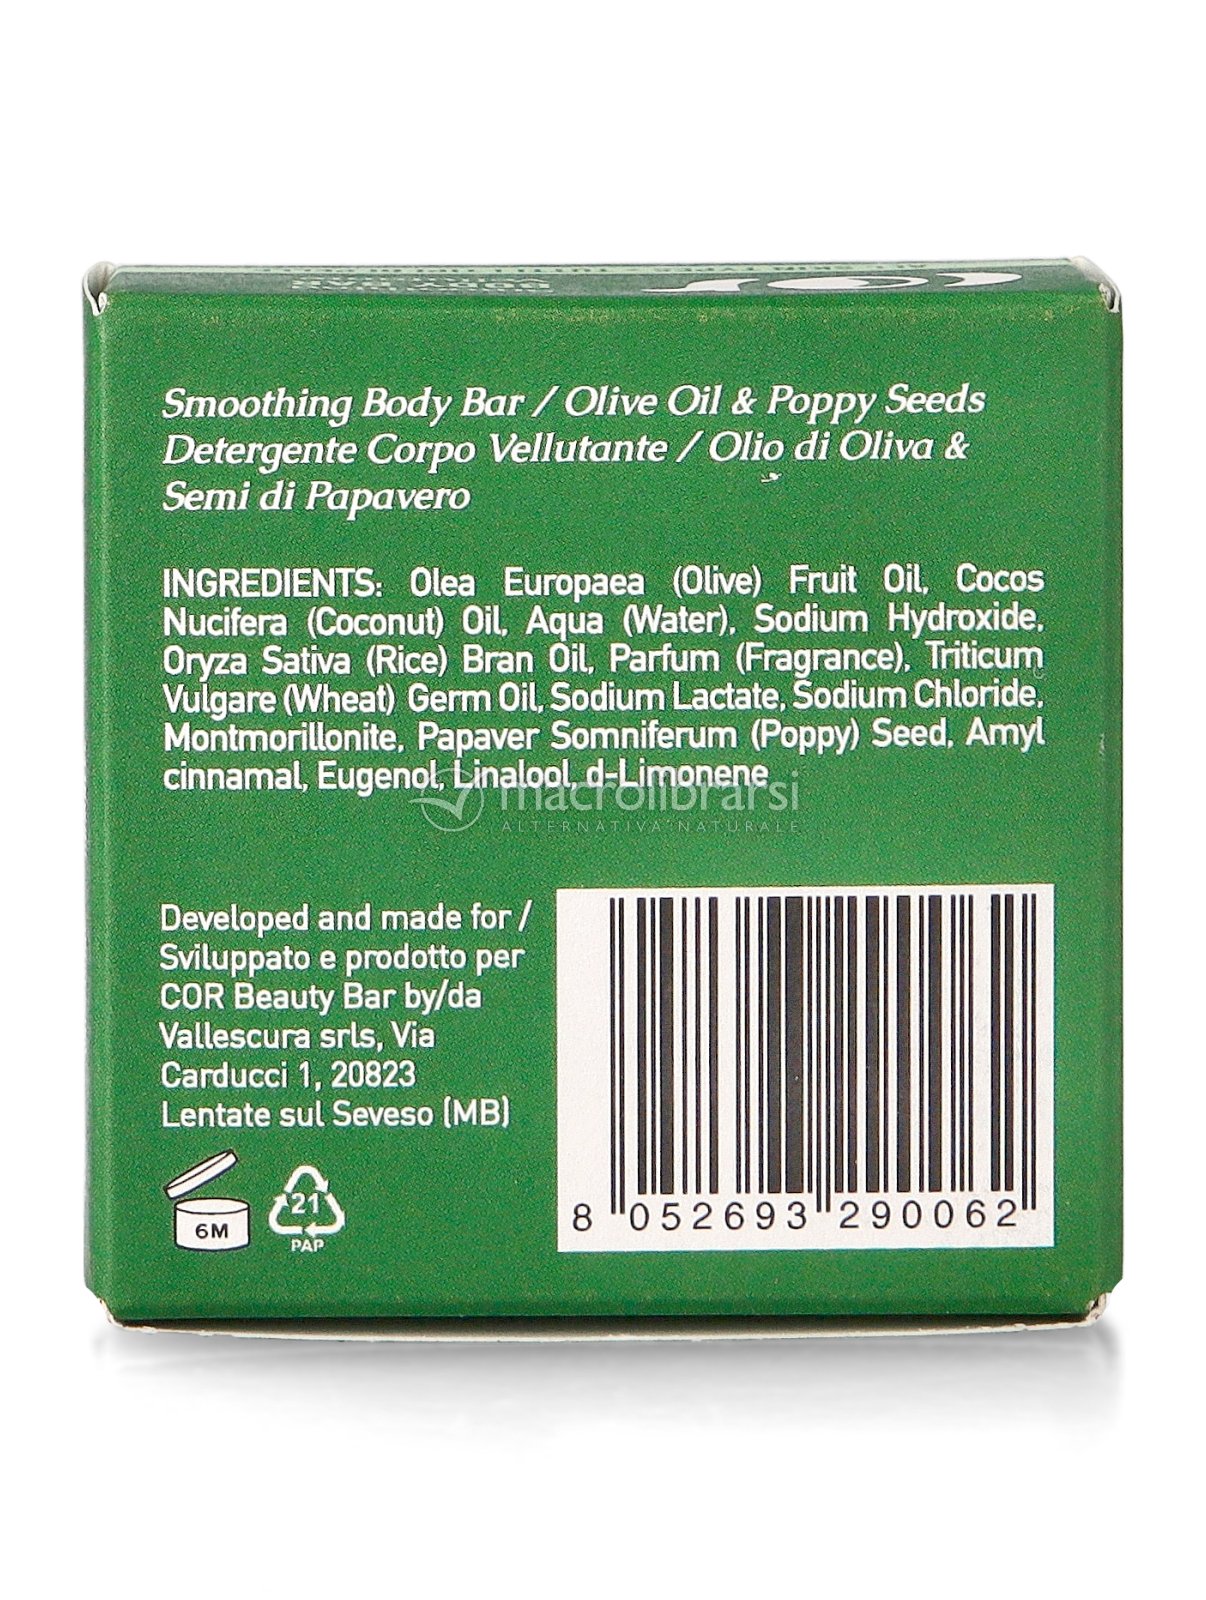 Smoothing Body Bar / Olive Oil & Poppy Seeds
Detergente Corpo Vellutante / Olio di Oliva &
Semi di Papavero
INGREDIENTS: Olea Europaea (Olive) Fruit Oil, Cocos
Nucifera (Coconut) Oil, Aqua (Water), Sodium Hydroxide,
Oryza Sativa (Rice) Bran Oil, Parfum (Fragrance), Triticum
Vulgare (Wheat) Germ Oil, Sodium Lactate, Sodium Chloride,
Montmorillonite, Papaver Somniferum (Poppy) Seed, Amyl
cinnamal, Eugenol, Linalool, d-Limonene
macrolibrarsi
ALTERNATIVA NATURALE
Developed and made for /
Sviluppato e prodotto per
COR Beauty Bar by/da
Vallescura srls, Via
Carducci 1, 20823
Lentate sul Seveso (MB)
6M
21
PAP
8 052693 290062